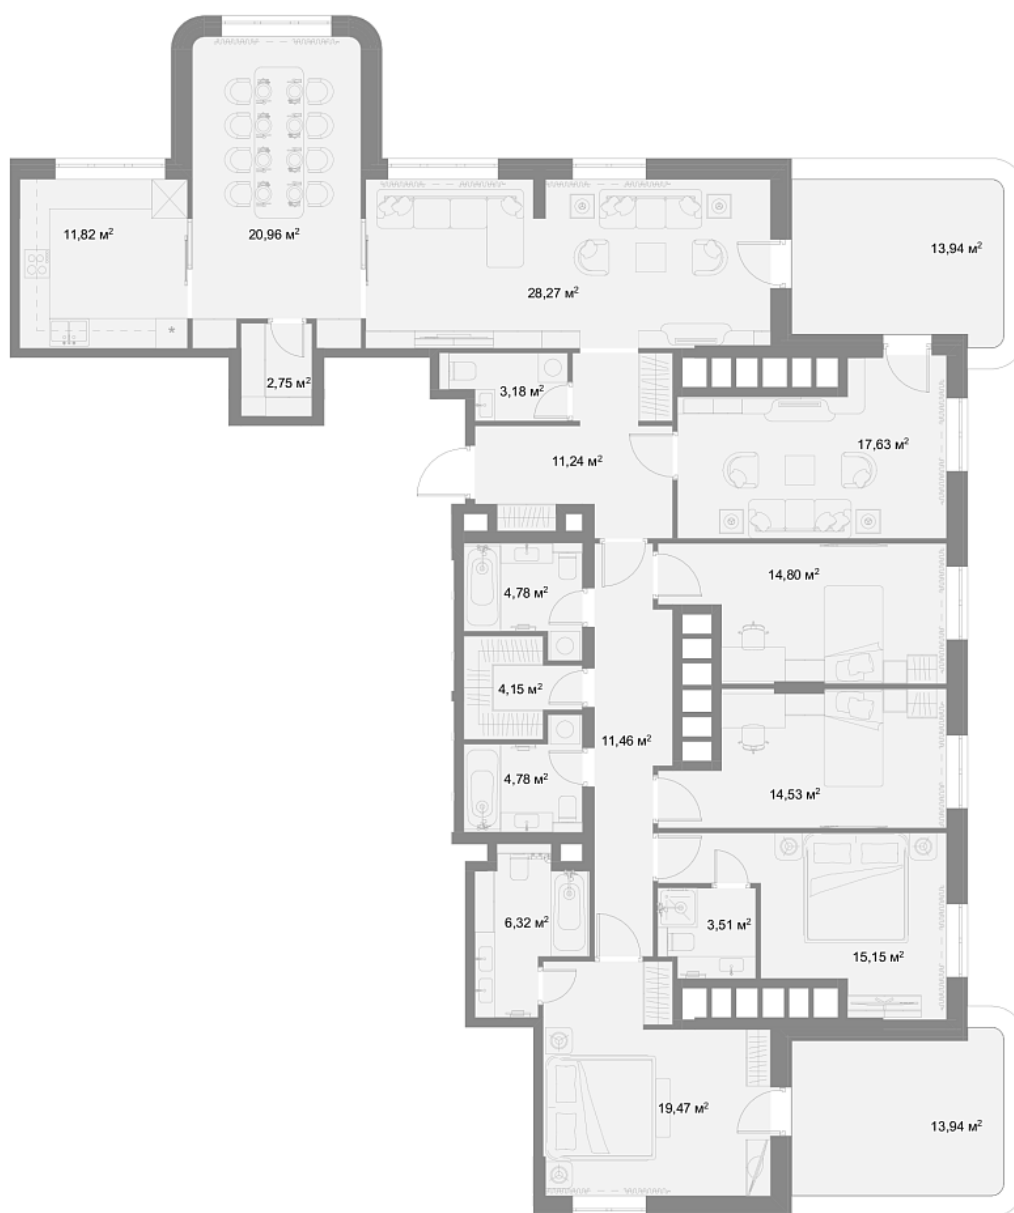 11,82 м²
20,96 м²
13,94 м²
28,27 м²
2,75 м²
3,18 м²
17,63 м²
11,24 м²
14,80 м²
4,78 м²
4,15 м²
11,46 м²
4,78 м²
14,53 м²
6,32 м²
3,51 м²
15,15 м²
19,47 м²
13,94 м²